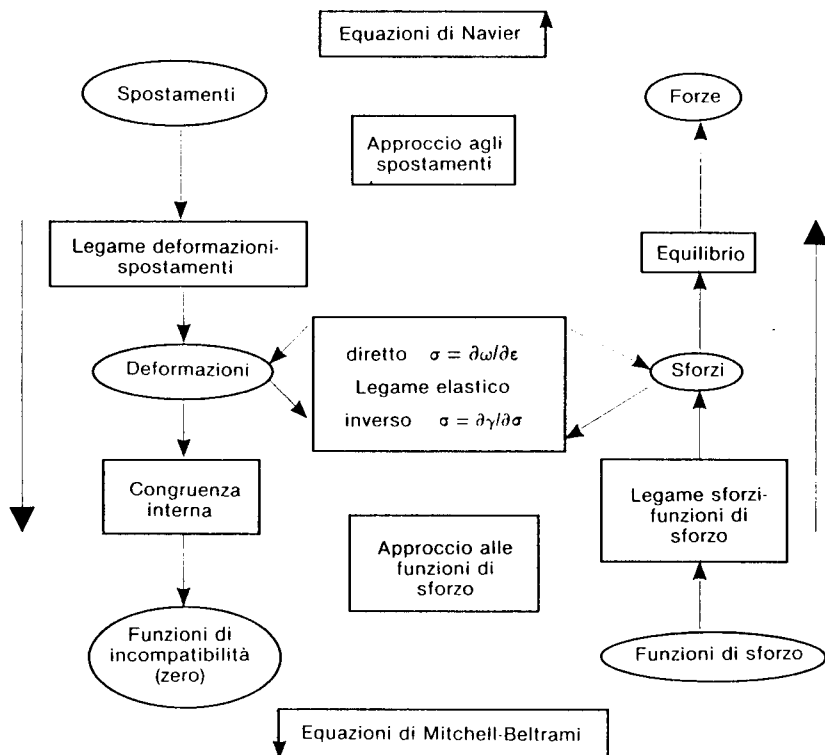 Equazioni di Navier
Spostamenti
Forze
Approccio agli
spostamenti
Legame deformazioni-
spostamenti
Equilibrio
diretto σ = ∂ω/∂ε
Legame elastico
inverso σ = ∂γ/∂σ
Deformazioni
Sforzi
Congruenza
interna
Legame sforzi-
funzioni di
sforzo
Approccio alle
funzioni di
sforzo
Funzioni di
incompatibilità
(zero)
Funzioni di sforzo
Equazioni di Mitchell-Beltrami